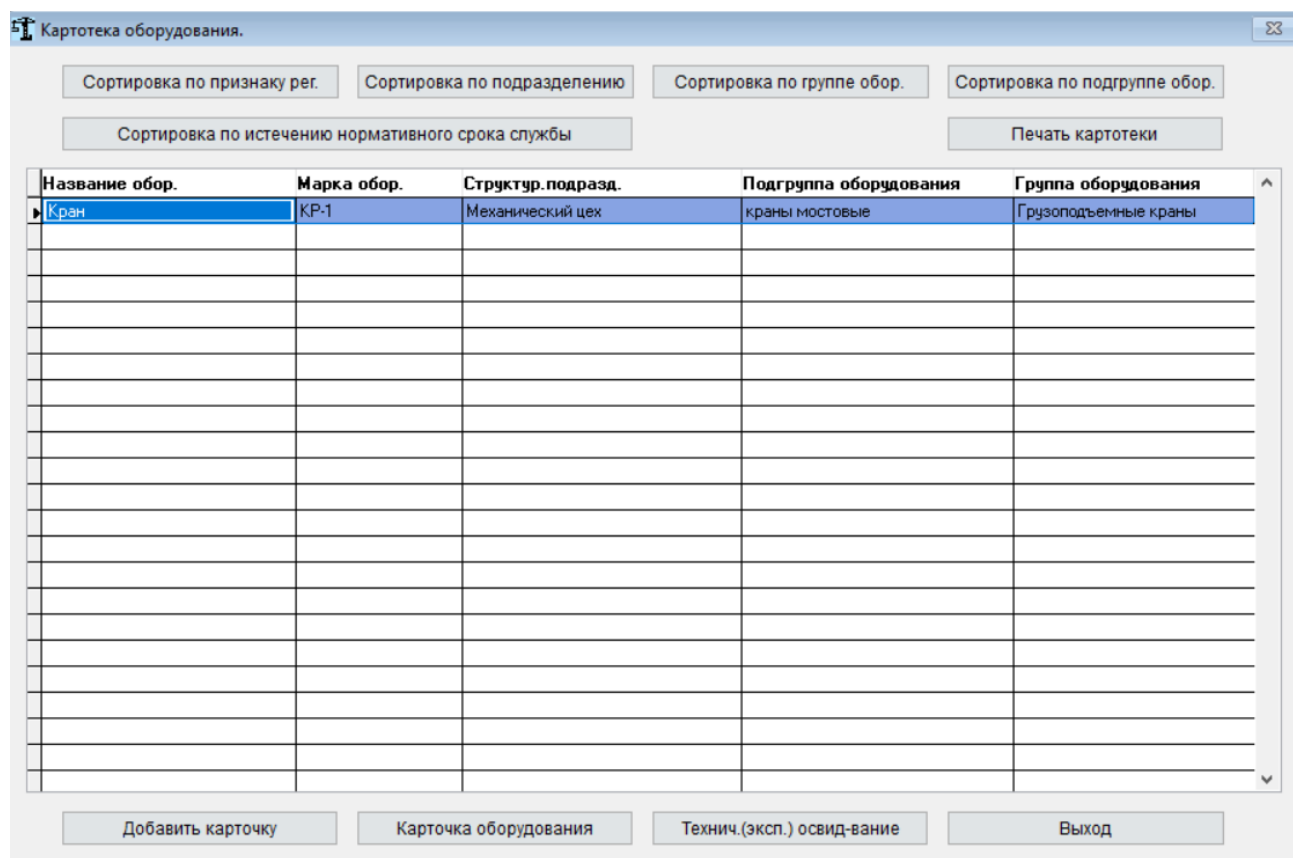 Картотека оборудования.
Сортировка по признаку рег. Сортировка по подразделению Сортировка по группе обор. Сортировка по подгруппе обор.
Сортировка по истечению нормативного срока службы Печать картотеки
Название обор. Марка обор. Структур.подразд. Подгруппа оборудования Группа оборудования
Кран КР-1 Механический цех краны мостовые Грузоподъемные краны
Добавить карточку Карточка оборудования Технич.(эксп.) освид-вание Выход